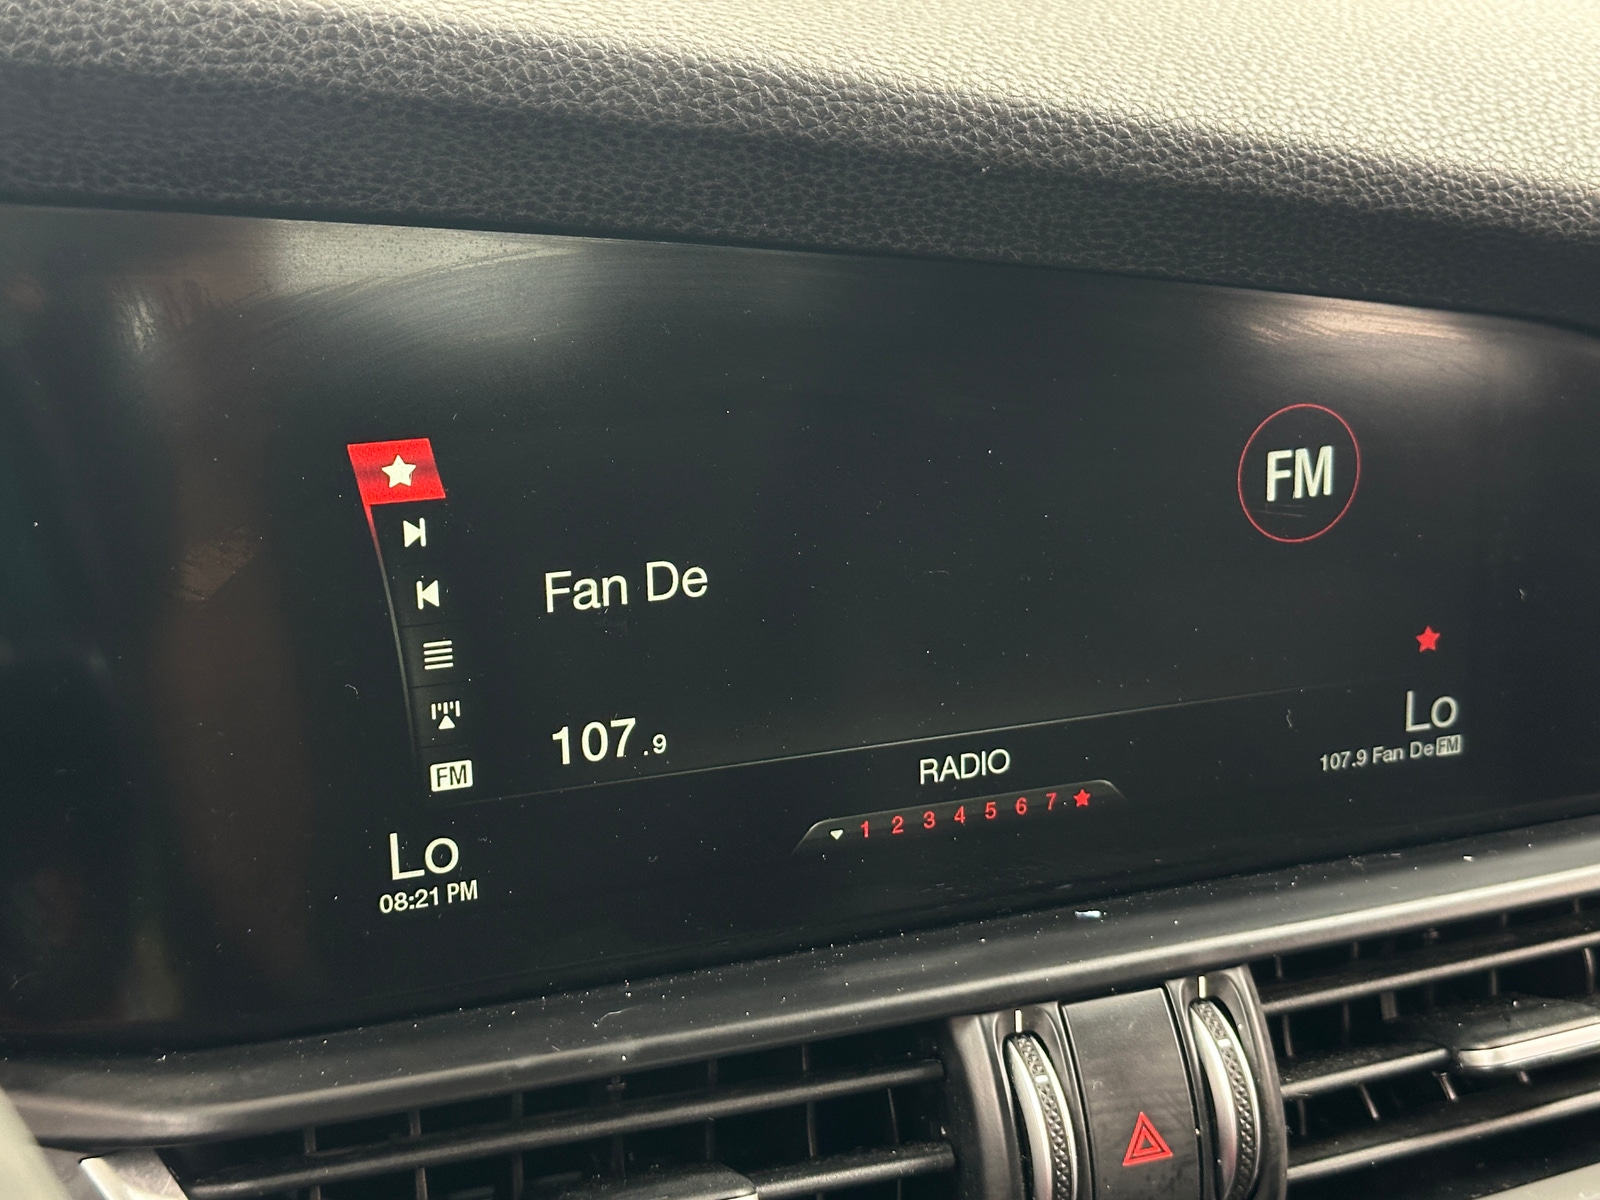 FM
Fan De
107.9
FM
RADIO
1 2 3 4 5 6 7
Lo
107.9 Fan De FM
Lo
08:21 PM